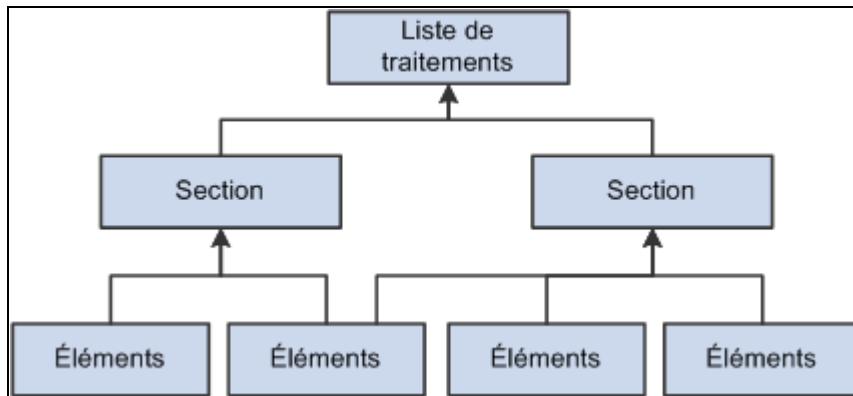 Liste de
traitements
Section
Section
Éléments
Éléments
Éléments
Éléments